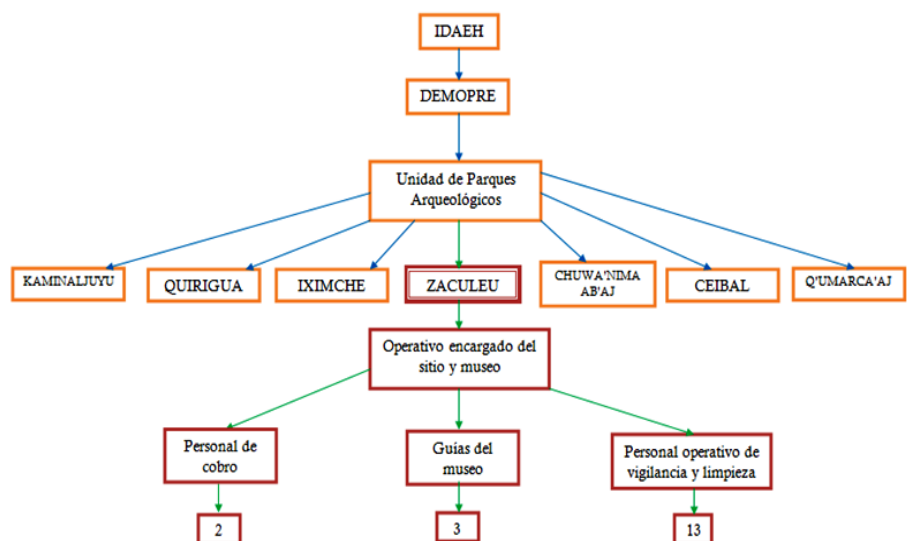 IDAEH
DEMOPRE
Unidad de Parques
Arqueológicos
KAMINALJUYU
QUIRIGUA
IXIMCHE
ZACULEU
CHUWA'NIMA
AB'AJ
CEIBAL
Q'UMARCA'AJ
Operativo encargado del
sitio y museo
Personal de
cobro
Guías del
museo
Personal operativo de
vigilancia y limpieza
2
3
13